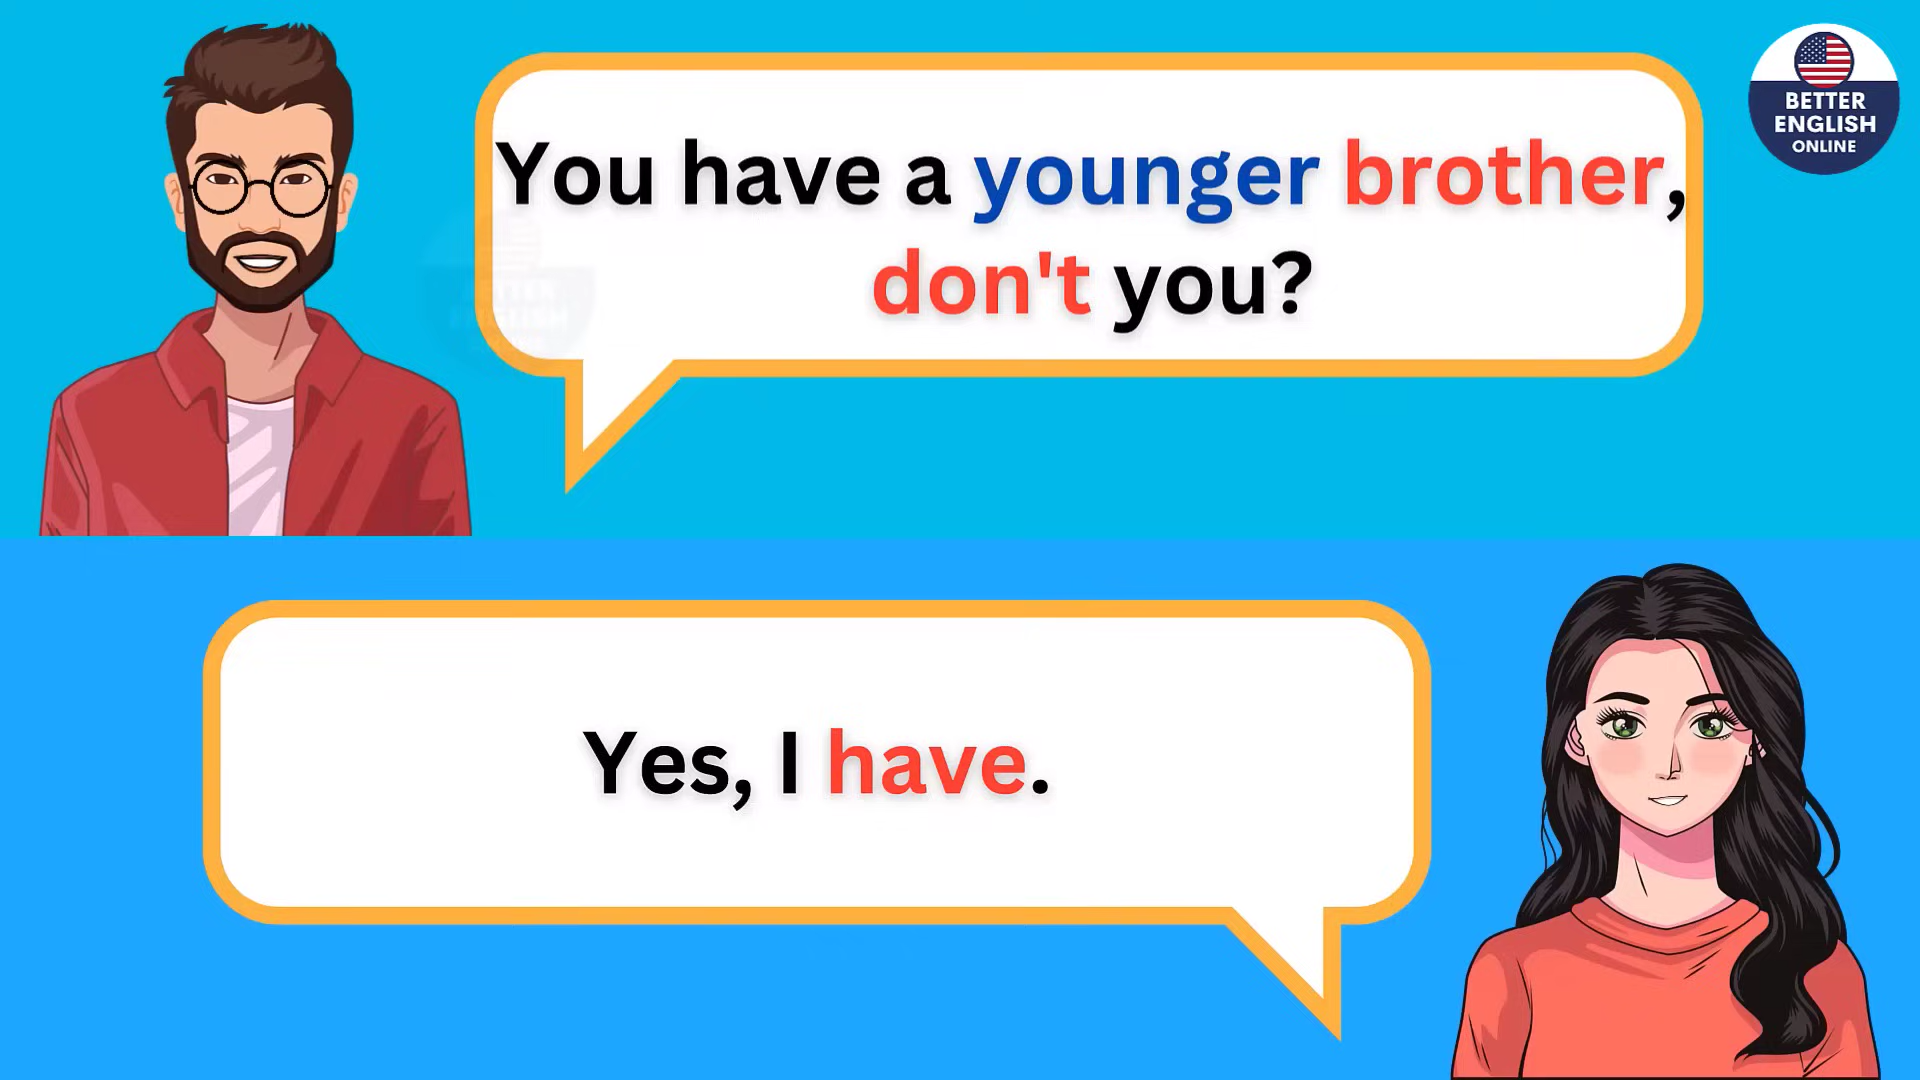 BETTER
ENGLISH
ONLINE
You have a younger brother,
don't you?
Yes, I have.